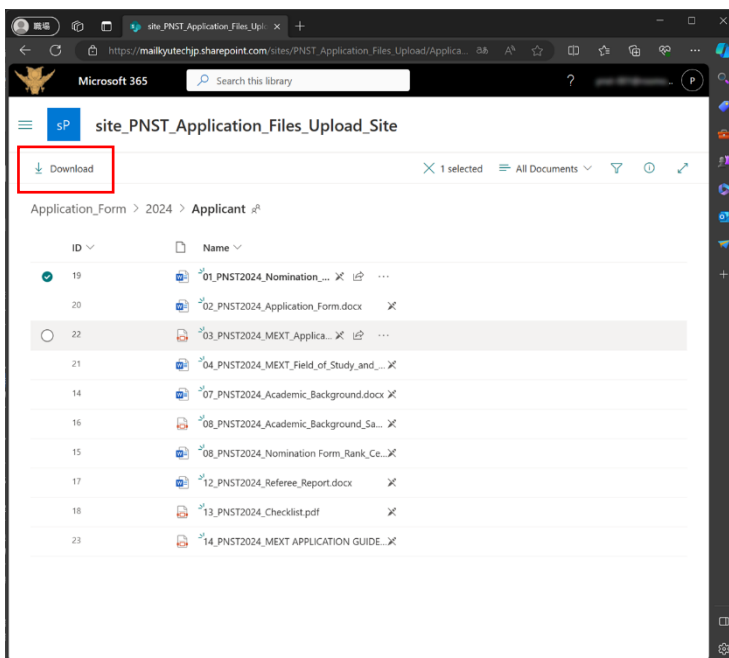 職場
site_PNST_Application_Files_Uplo
https://mailkyutechjp.sharepoint.com/sites/PNST_Application_Files_Upload/Applica...
Microsoft 365
Search this library
?
P
sP
site_PNST_Application_Files_Upload_Site
Download
1 selected
All Documents
Application_Form > 2024 > Applicant
ID
Name
19 01_PNST2024_Nomination_...
20 02_PNST2024_Application_Form.docx
22 03_PNST2024_MEXT_Applica...
21 04_PNST2024_MEXT_Field_of_Study_and_...
14 07_PNST2024_Academic_Background.docx
16 08_PNST2024_Academic_Background_Sa...
15 08_PNST2024_Nomination Form_Rank_Ce...
17 12_PNST2024_Referee_Report.docx
18 13_PNST2024_Checklist.pdf
23 14_PNST2024_MEXT APPLICATION GUIDE...